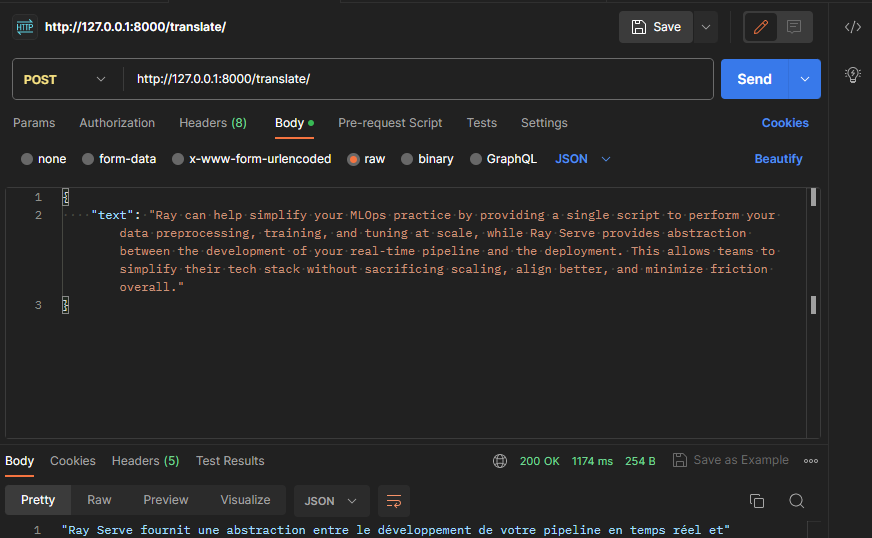 HTTP http://127.0.0.1:8000/translate/ Save
POST http://127.0.0.1:8000/translate/ Send
Params Authorization Headers (8) Body Pre-request Script Tests Settings Cookies
none form-data x-www-form-urlencoded raw binary GraphQL JSON Beautify
1 {
2 "text": "Ray can help simplify your MLOps practice by providing a single script to perform your
data preprocessing, training, and tuning at scale, while Ray Serve provides abstraction
between the development of your real-time pipeline and the deployment. This allows teams to
simplify their tech stack without sacrificing scaling, align better, and minimize friction
overall."
3 }
Body Cookies Headers (5) Test Results 200 OK 1174 ms 254 B Save as Example
Pretty Raw Preview Visualize JSON
1 "Ray Serve fournit une abstraction entre le développement de votre pipeline en temps réel et"